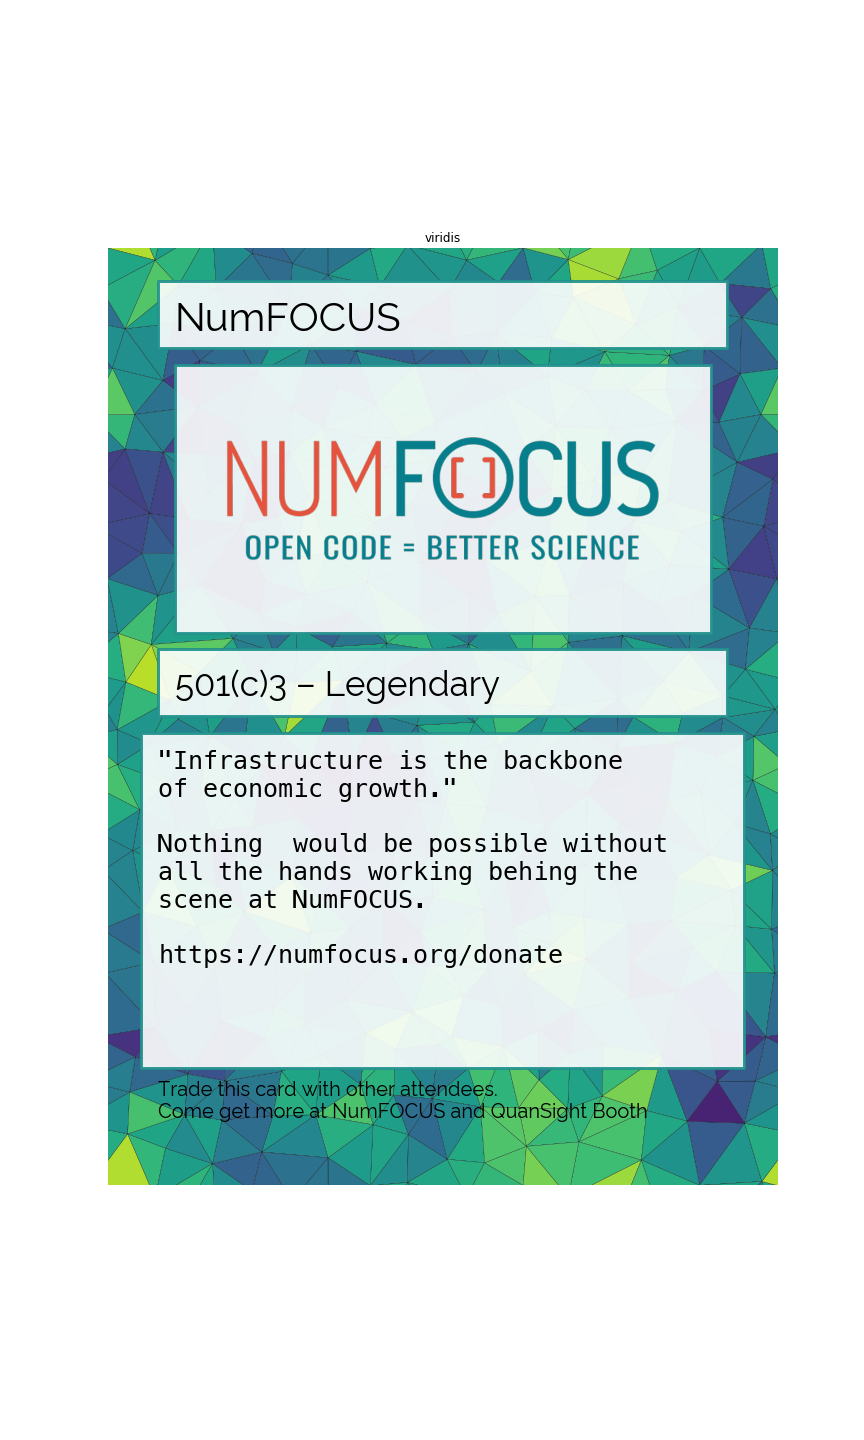 viridis
NumFOCUS
NUMFOCUS
OPEN CODE = BETTER SCIENCE
501(c)3 – Legendary
"Infrastructure is the backbone
of economic growth."
Nothing  would be possible without
all the hands working behing the
scene at NumFOCUS.
https://numfocus.org/donate
Trade this card with other attendees.
Come get more at NumFOCUS and QuanSight Booth